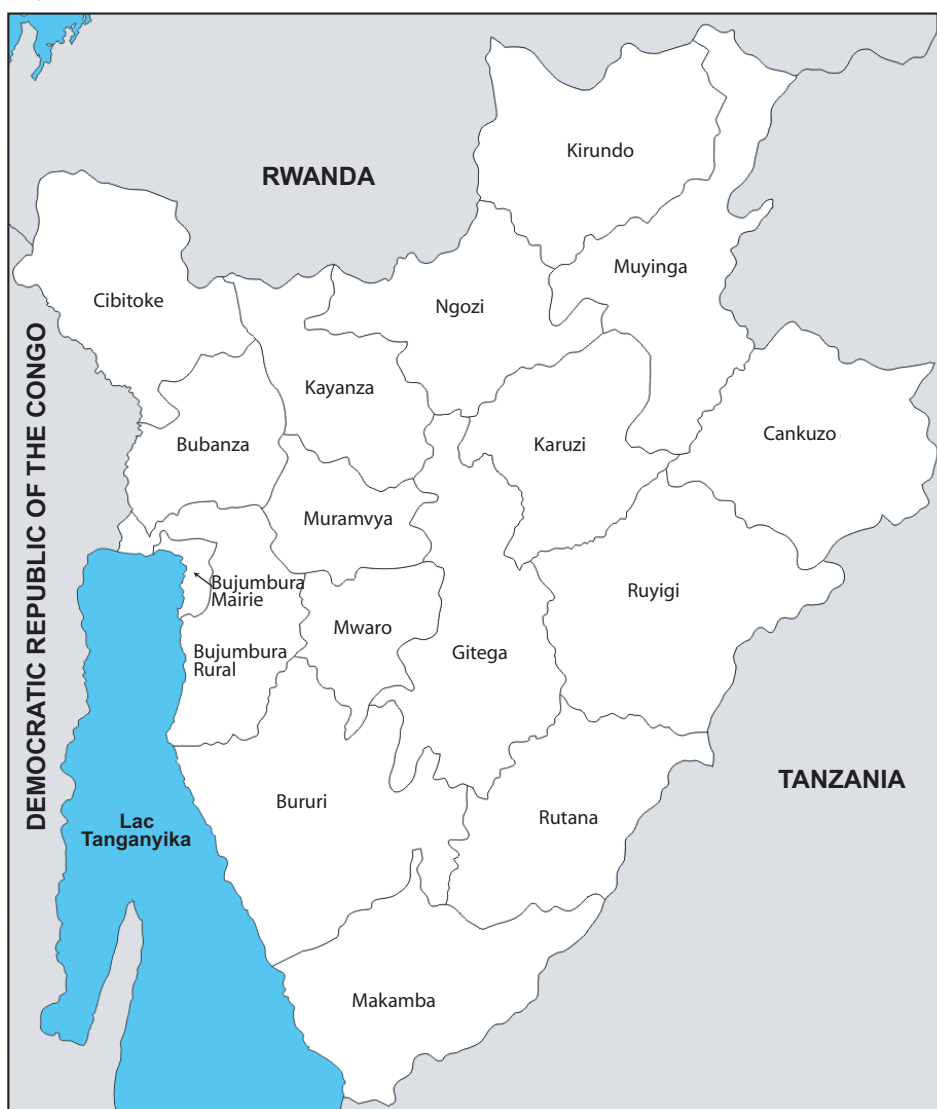 Kirundo
RWANDA
Muyinga
Cibitoke
Ngozi
Kayanza
Cankuzo
Bubanza
Karuzi
DEMOCRATIC REPUBLIC OF THE CONGO
Muramvya
Bujumbura
Mairie
Ruyigi
Mwaro
Bujumbura
Rural
Gitega
TANZANIA
Bururi
Rutana
Lac
Tanganyika
Makamba